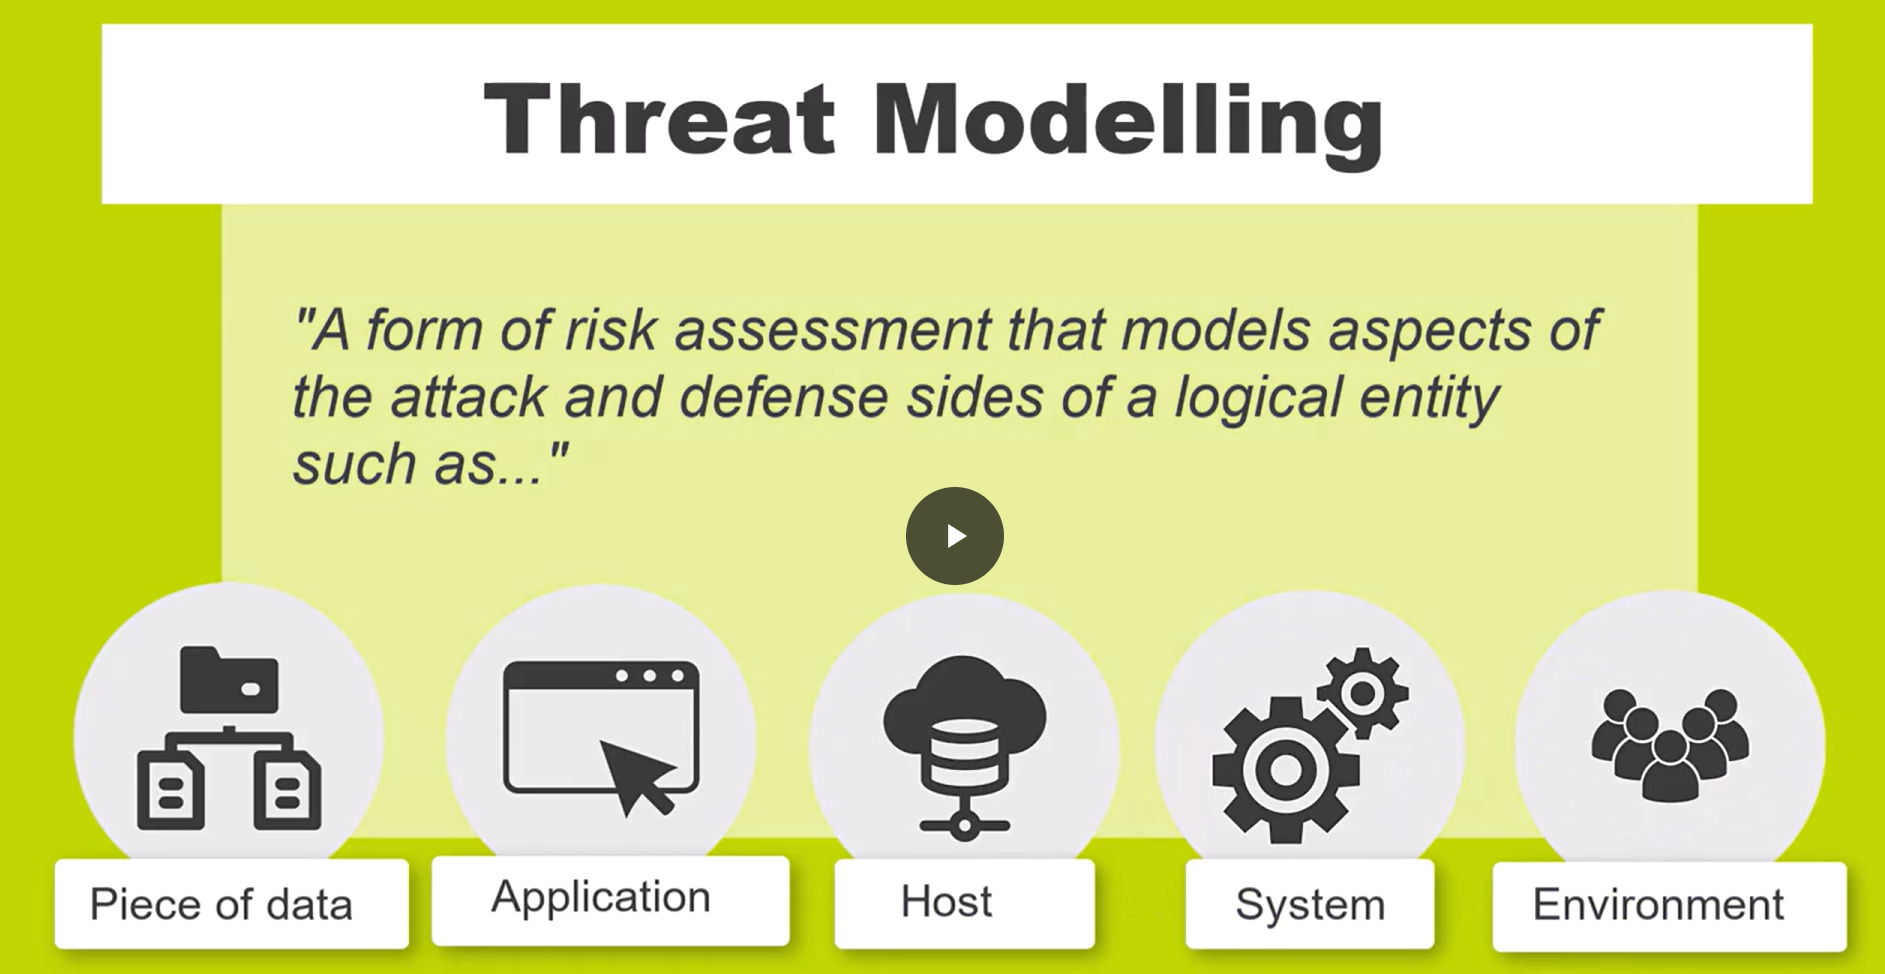 Threat Modelling
"A form of risk assessment that models aspects of
the attack and defense sides of a logical entity
such as..."
Piece of data
Application
Host
System
Environment